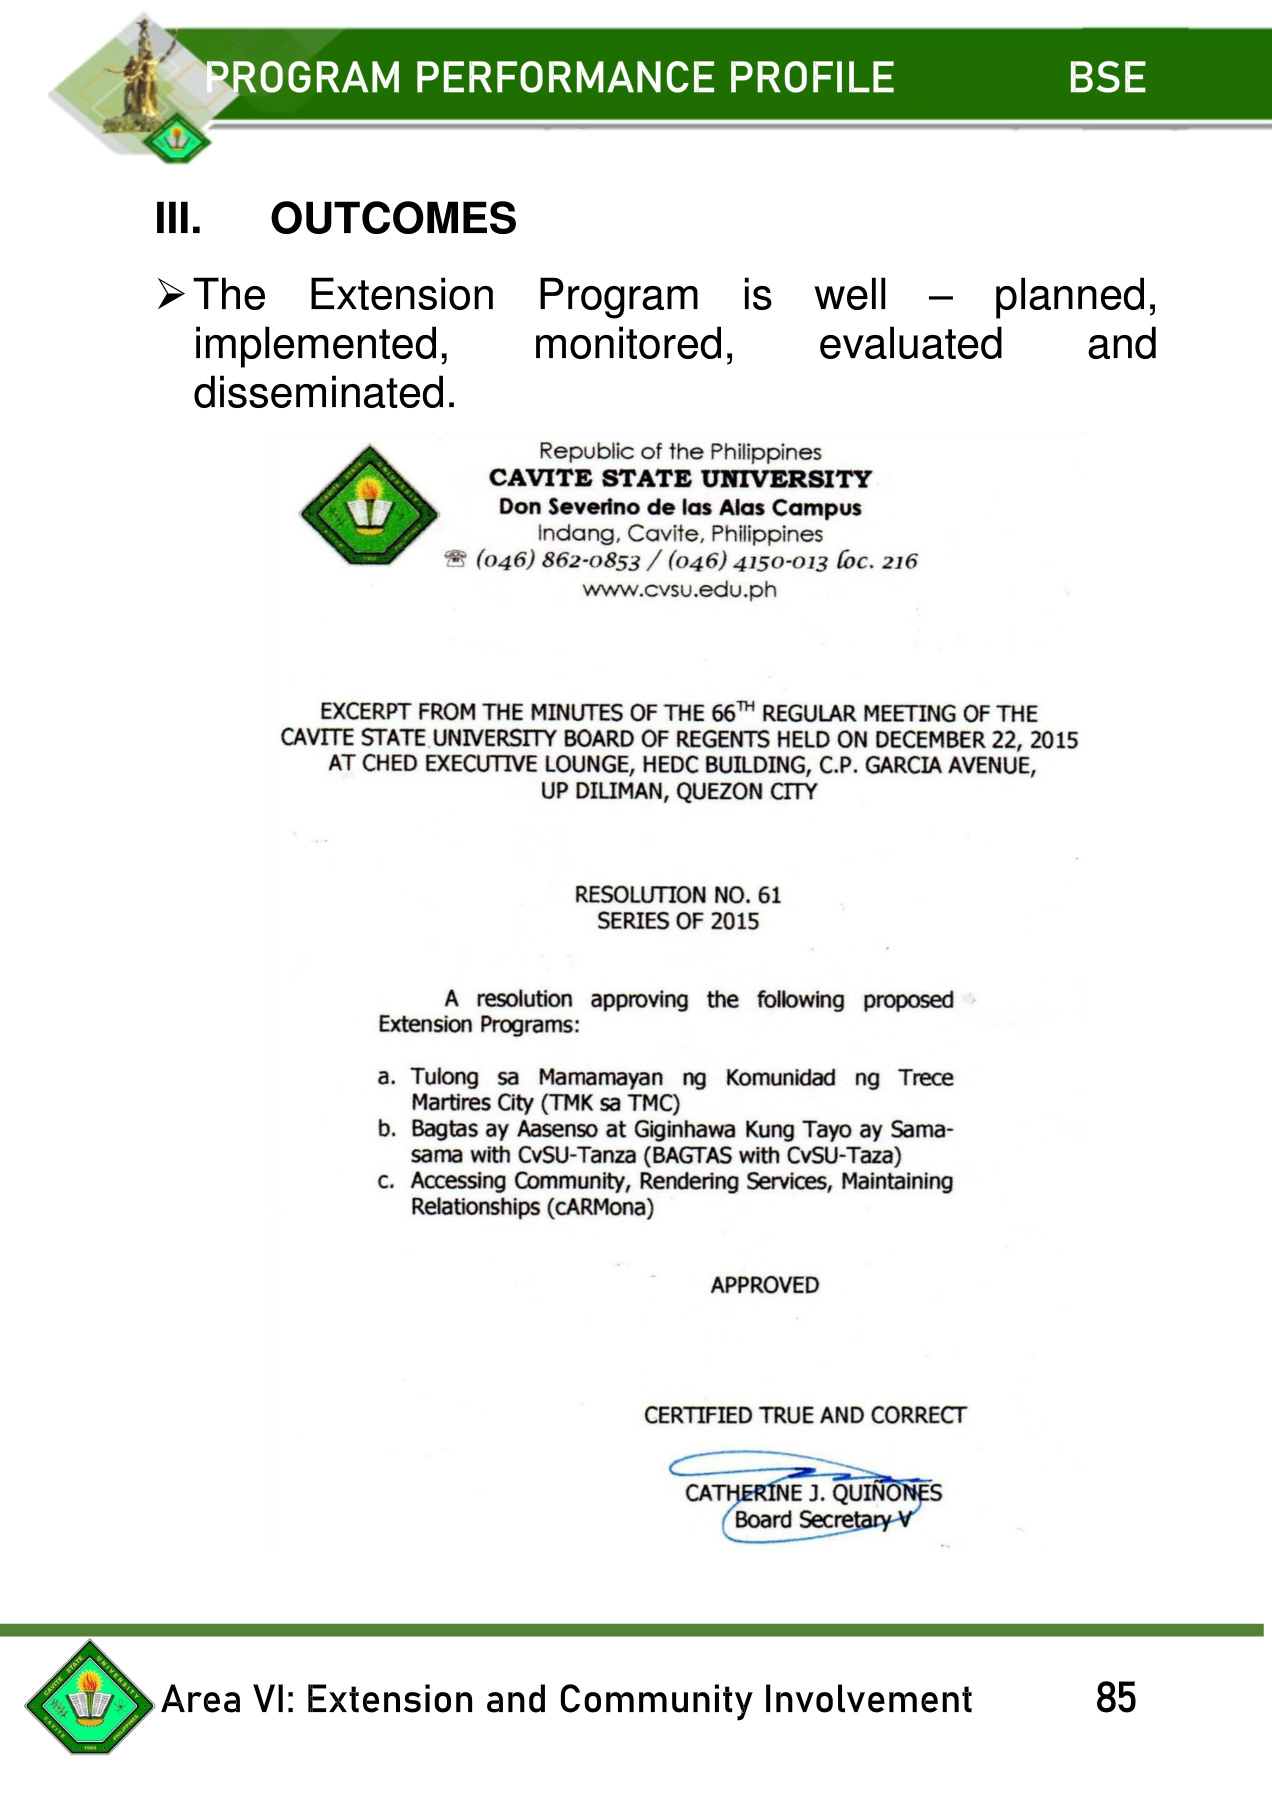 PROGRAM PERFORMANCE PROFILE BSE
III. OUTCOMES
➢ The Extension Program is well – planned,
implemented, monitored, evaluated and
disseminated.
Republic of the Philippines
CAVITE STATE UNIVERSITY
Don Severino de las Alas Campus
Indang, Cavite, Philippines
☎ (046) 862-0853 / (046) 4150-013 loc. 216
www.cvsu.edu.ph
EXCERPT FROM THE MINUTES OF THE 66TH REGULAR MEETING OF THE
CAVITE STATE UNIVERSITY BOARD OF REGENTS HELD ON DECEMBER 22, 2015
AT CHED EXECUTIVE LOUNGE, HEDC BUILDING, C.P. GARCIA AVENUE,
UP DILIMAN, QUEZON CITY
RESOLUTION NO. 61
SERIES OF 2015
A resolution approving the following proposed
Extension Programs:
a. Tulong sa Mamamayan ng Komunidad ng Trece
Martires City (TMK sa TMC)
b. Bagtas ay Aasenso at Giginhawa Kung Tayo ay Sama-
sama with CvSU-Tanza (BAGTAS with CvSU-Taza)
c. Accessing Community, Rendering Services, Maintaining
Relationships (cARMona)
APPROVED
CERTIFIED TRUE AND CORRECT
CATHERINE J. QUIÑONES
Board Secretary V
CAVITE STATE UNIVERSITY
CAVITE PHILIPPINES
1906
Area VI: Extension and Community Involvement 85